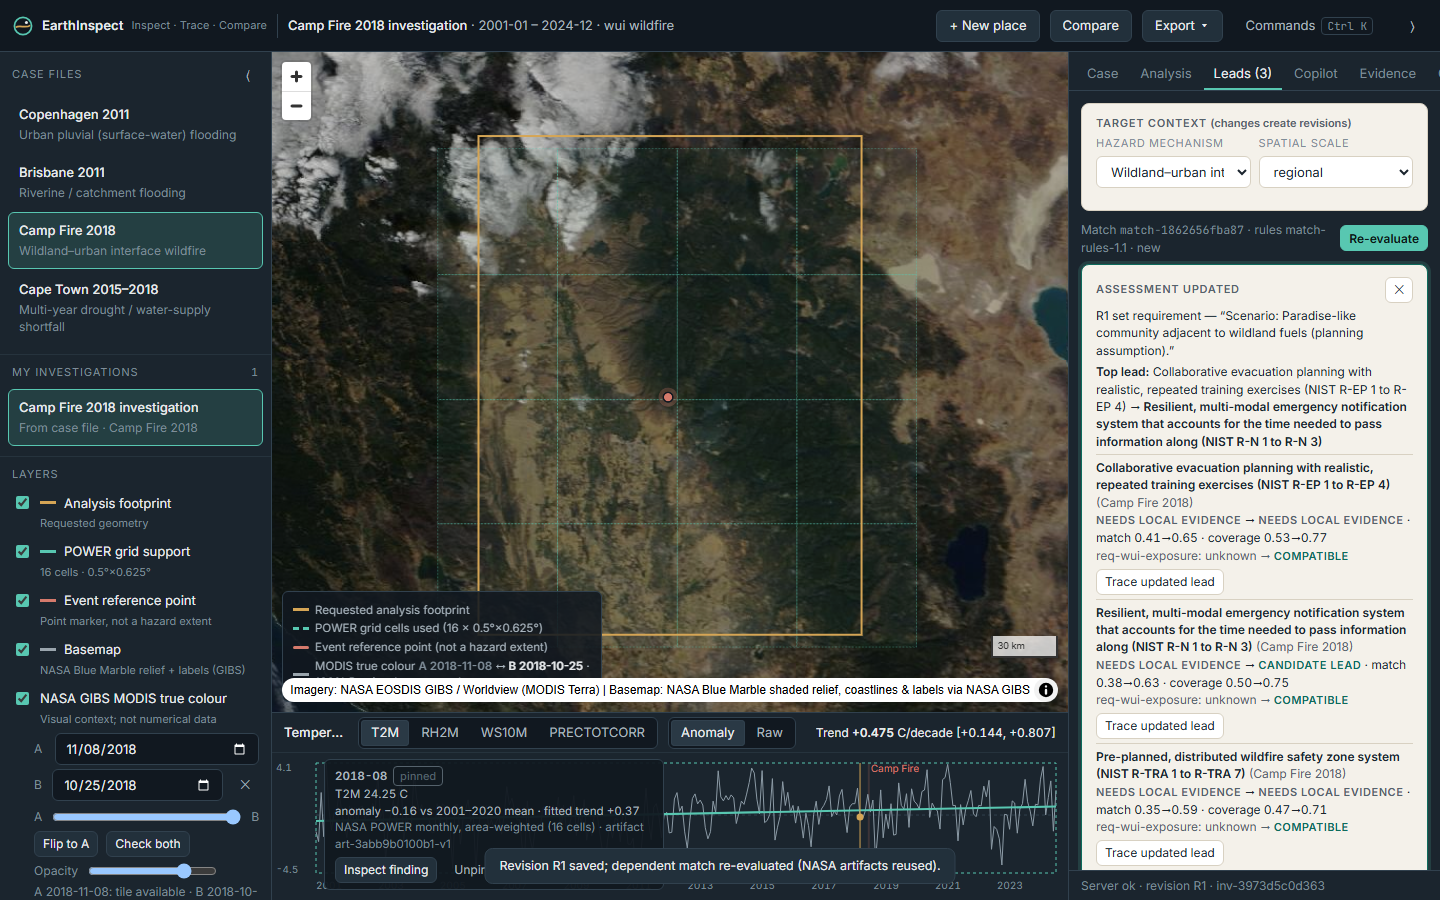 EarthInspect Inspect · Trace · Compare Camp Fire 2018 investigation · 2001-01 – 2024-12 · wui wildfire + New place Compare Export Commands Ctrl K
CASE FILES
Copenhagen 2011
Urban pluvial (surface-water) flooding
Brisbane 2011
Riverine / catchment flooding
Camp Fire 2018
Wildland–urban interface wildfire
Cape Town 2015–2018
Multi-year drought / water-supply
shortfall
MY INVESTIGATIONS 1
Camp Fire 2018 investigation
From case file · Camp Fire 2018
LAYERS
Analysis footprint
Requested geometry
POWER grid support
16 cells · 0.5°×0.625°
Event reference point
Point marker, not a hazard extent
Basemap
NASA Blue Marble relief + labels (GIBS)
NASA GIBS MODIS true colour
Visual context; not numerical data
A 11/08/2018
B 10/25/2018
A B
Flip to A Check both
Opacity
A 2018-11-08: tile available · B 2018-10-
+
−
Requested analysis footprint
POWER grid cells used (16 × 0.5°×0.625°)
Event reference point (not a hazard extent)
MODIS true colour A 2018-11-08 ↔ B 2018-10-25 ·
30 km
Imagery: NASA EOSDIS GIBS / Worldview (MODIS Terra) | Basemap: NASA Blue Marble shaded relief, coastlines & labels via NASA GIBS
Temper... T2M RH2M WS10M PRECTOTCORR Anomaly Raw Trend +0.475 C/decade [+0.144, +0.807]
4.1
-4.5
Camp Fire
2018-08 pinned
T2M 24.25 C
anomaly −0.16 vs 2001–2020 mean · fitted trend +0.37
NASA POWER monthly, area-weighted (16 cells) · artifact
art-3abb9b0100b1-v1
Inspect finding Unpin
Revision R1 saved; dependent match re-evaluated (NASA artifacts reused).
2013 2015 2017 2019 2021 2023
Case Analysis Leads (3) Copilot Evidence
TARGET CONTEXT (changes create revisions)
HAZARD MECHANISM SPATIAL SCALE
Wildland–urban int regional
Match match-1862656fba87 · rules match-
rules-1.1 · new
Re-evaluate
ASSESSMENT UPDATED
R1 set requirement — “Scenario: Paradise-like
community adjacent to wildland fuels (planning
assumption).”
Top lead: Collaborative evacuation planning with
realistic, repeated training exercises (NIST R-EP 1 to R-
EP 4) → Resilient, multi-modal emergency notification
system that accounts for the time needed to pass
information along (NIST R-N 1 to R-N 3)
Collaborative evacuation planning with realistic,
repeated training exercises (NIST R-EP 1 to R-EP 4)
(Camp Fire 2018)
NEEDS LOCAL EVIDENCE → NEEDS LOCAL EVIDENCE ·
match 0.41→0.65 · coverage 0.53→0.77
req-wui-exposure: unknown → COMPATIBLE
Trace updated lead
Resilient, multi-modal emergency notification system
that accounts for the time needed to pass information
along (NIST R-N 1 to R-N 3) (Camp Fire 2018)
NEEDS LOCAL EVIDENCE → CANDIDATE LEAD · match
0.38→0.63 · coverage 0.50→0.75
req-wui-exposure: unknown → COMPATIBLE
Trace updated lead
Pre-planned, distributed wildfire safety zone system
(NIST R-TRA 1 to R-TRA 7) (Camp Fire 2018)
NEEDS LOCAL EVIDENCE → NEEDS LOCAL EVIDENCE ·
match 0.35→0.59 · coverage 0.47→0.71
req-wui-exposure: unknown → COMPATIBLE
Trace updated lead
Server ok · revision R1 · inv-3973d5c0d363